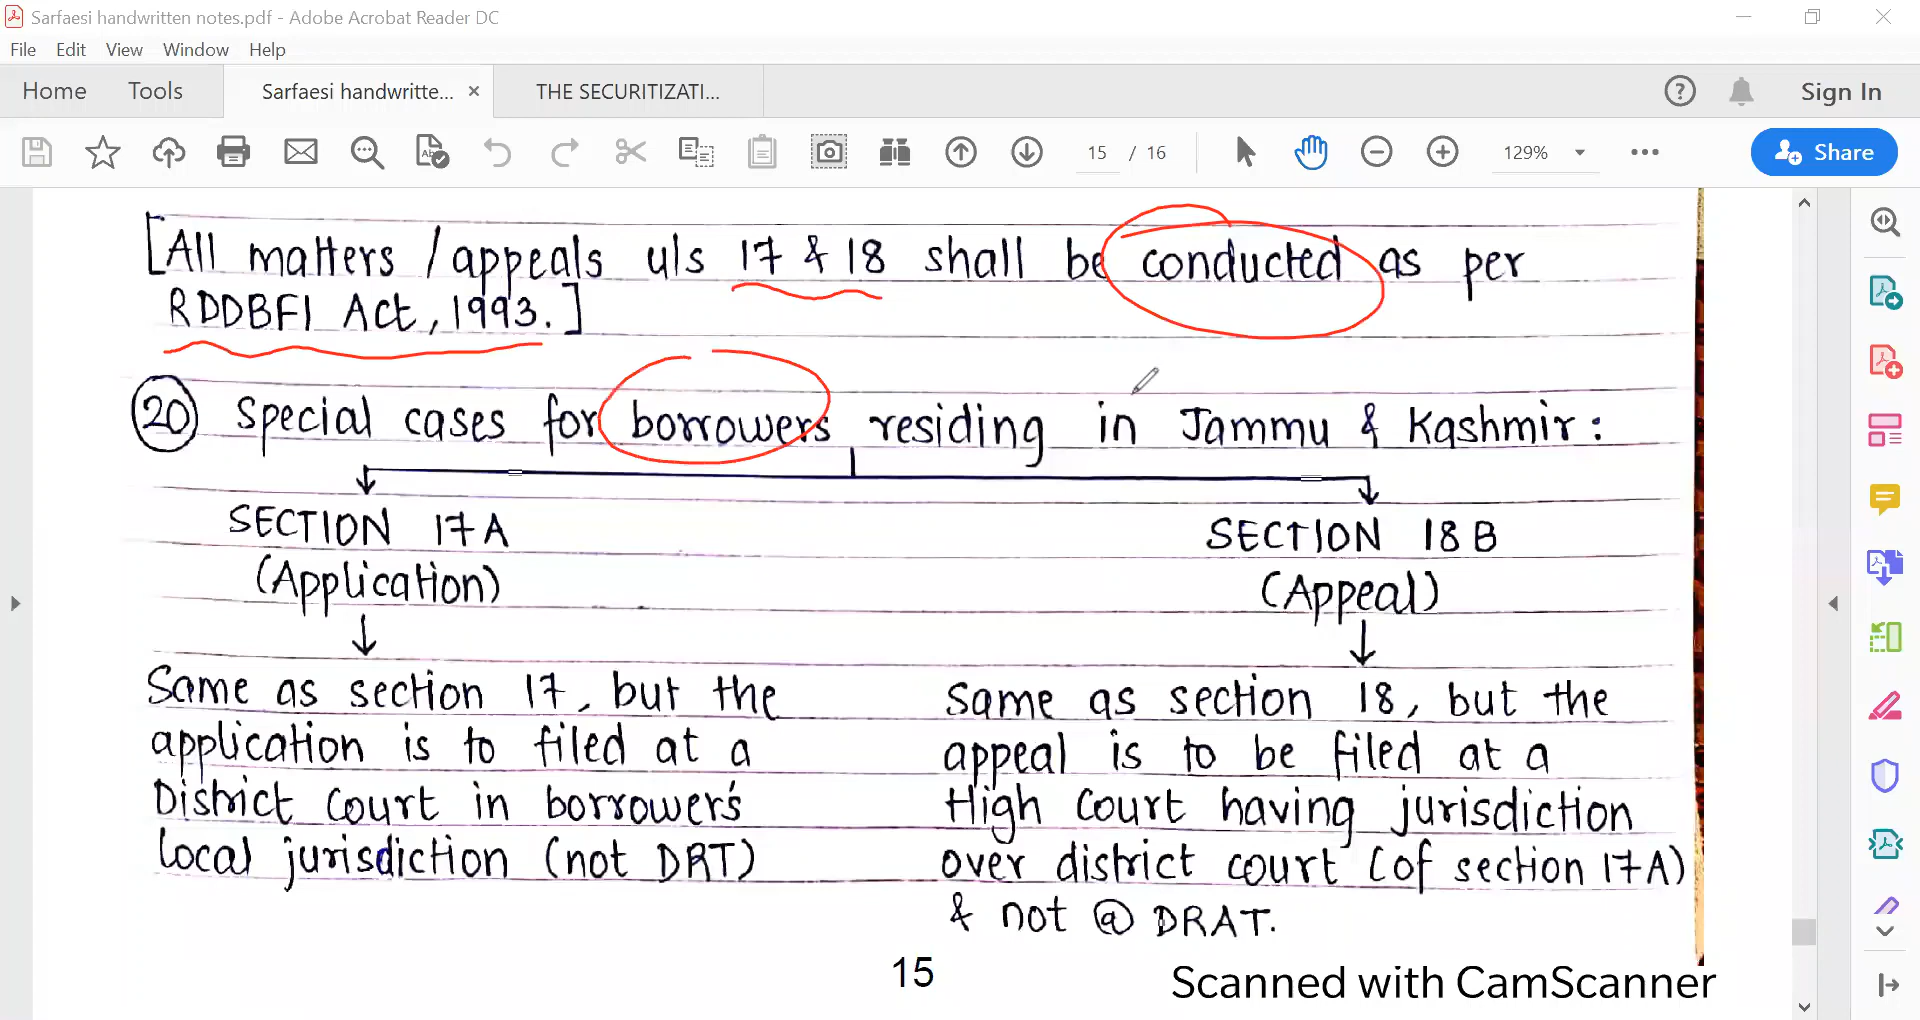 Sarfaesi handwritten notes.pdf - Adobe Acrobat Reader DC
File Edit View Window Help
Home Tools Sarfaesi handwritte... × THE SECURITIZATI... Sign In
15 / 16 129% Share
[All matters / appeals u/s 17 & 18 shall be conducted as per
RDDBFI Act, 1993.]
20 Special cases for borrowers residing in Jammu & Kashmir:
SECTION 17A
(Application)
Same as section 17, but the
application is to filed at a
District court in borrower's
local jurisdiction (not DRT)
SECTION 18B
(Appeal)
Same as section 18, but the
appeal is to be filed at a
High court having jurisdiction
over district court (of section 17A)
& not @ DRAT.
15
Scanned with CamScanner